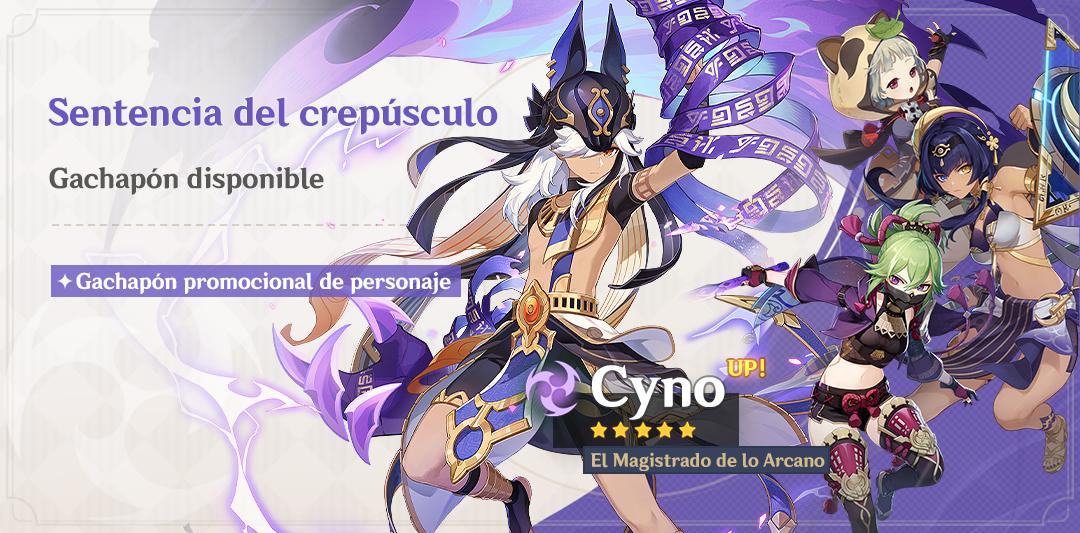 Sentencia del crepúsculo
Gachapón disponible
✦Gachapón promocional de personaje
UP!
Cyno
★★★★★
El Magistrado de lo Arcano